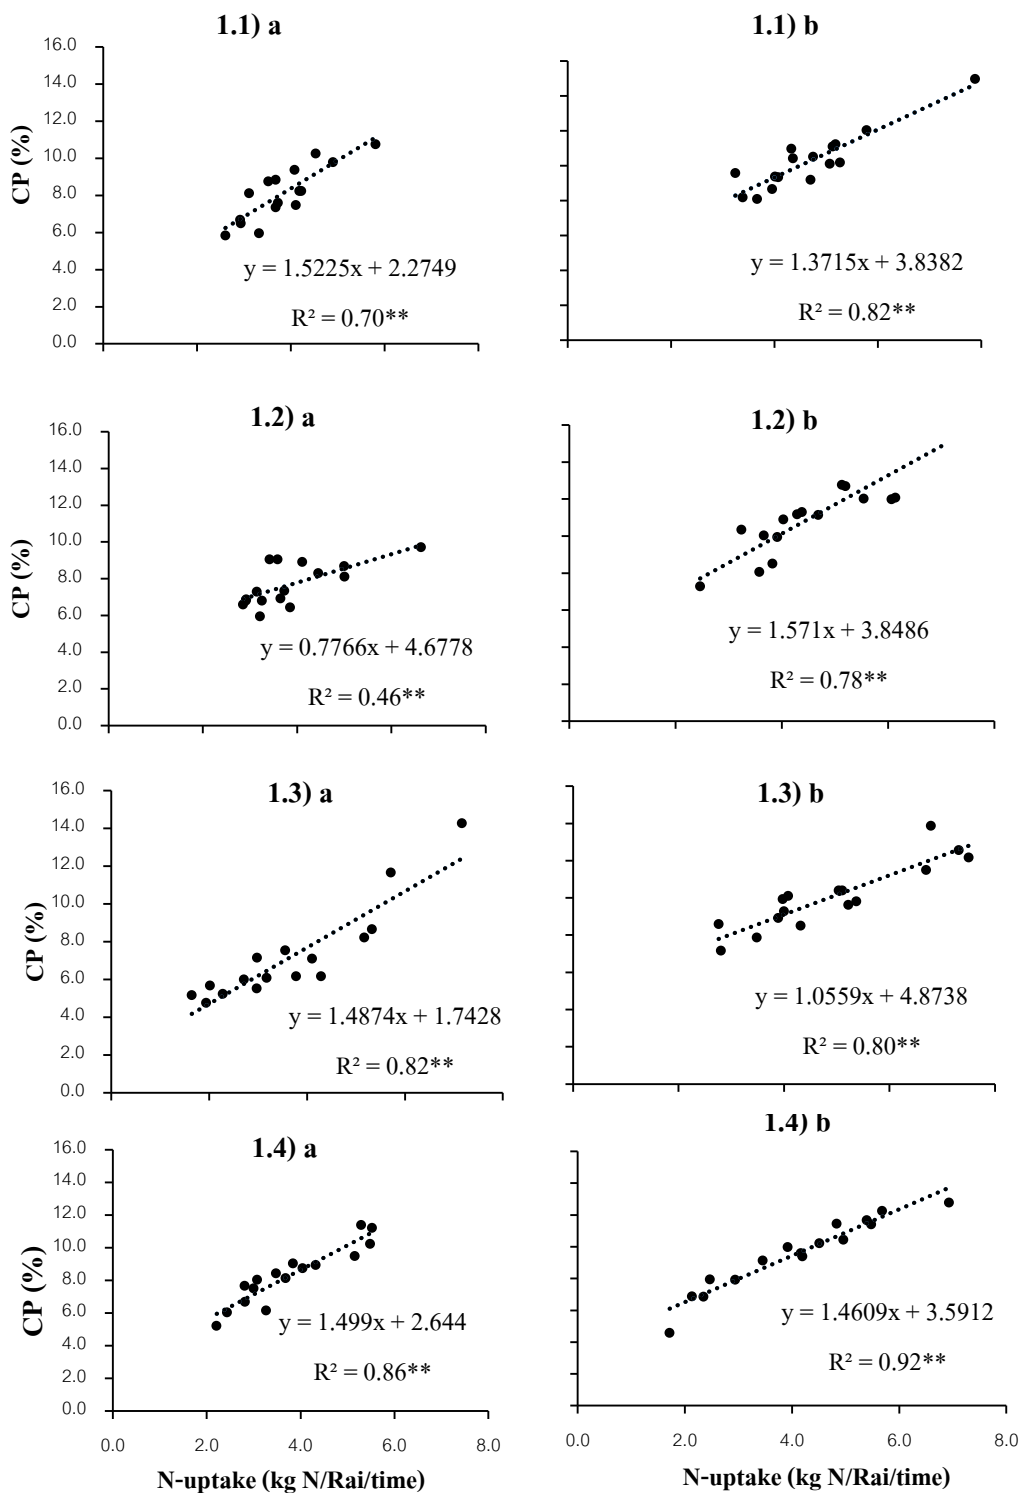 1.1) a
16.0
14.0
12.0
10.0
8.0
6.0
4.0
2.0
0.0
CP (%)
y = 1.5225x + 2.2749
R² = 0.70**
1.1) b
y = 1.3715x + 3.8382
R² = 0.82**
1.2) a
16.0
14.0
12.0
10.0
8.0
6.0
4.0
2.0
0.0
CP (%)
y = 0.7766x + 4.6778
R² = 0.46**
1.2) b
y = 1.571x + 3.8486
R² = 0.78**
1.3) a
16.0
14.0
12.0
10.0
8.0
6.0
4.0
2.0
0.0
CP (%)
y = 1.4874x + 1.7428
R² = 0.82**
1.3) b
y = 1.0559x + 4.8738
R² = 0.80**
1.4) a
16.0
14.0
12.0
10.0
8.0
6.0
4.0
2.0
0.0
CP (%)
y = 1.499x + 2.644
R² = 0.86**
0.0 2.0 4.0 6.0 8.0
N-uptake (kg N/Rai/time)
1.4) b
y = 1.4609x + 3.5912
R² = 0.92**
0.0 2.0 4.0 6.0 8.0
N-uptake (kg N/Rai/time)